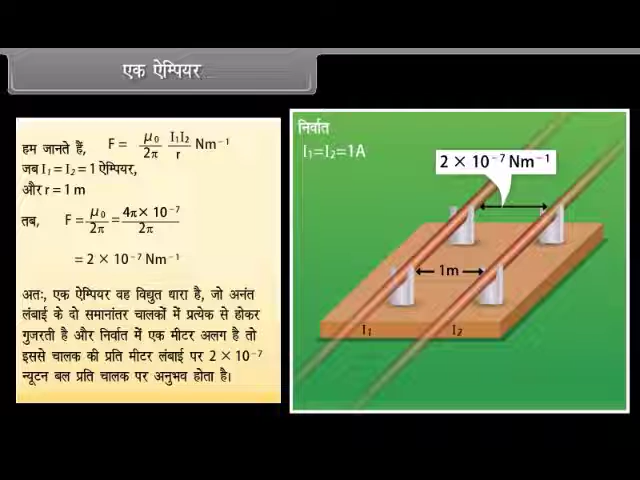 एक ऐम्पियर
हम जानते हैं, F = μ₀/2π I₁I₂/r Nm⁻¹
जब I₁ = I₂ = 1 ऐम्पियर,
और r = 1 m
तब, F = μ₀/2π = 4π × 10⁻⁷/2π
= 2 × 10⁻⁷ Nm⁻¹
अतः, एक ऐम्पियर वह विद्युत धारा है, जो अनंत
लंबाई के दो समानांतर चालकों में प्रत्येक से होकर
गुजरती है और निर्वात में एक मीटर अलग है तो
इससे चालक की प्रति मीटर लंबाई पर 2 × 10⁻⁷
न्यूटन बल प्रति चालक पर अनुभव होता है।
निर्वात
I₁=I₂=1A
2 × 10⁻⁷ Nm⁻¹
1m
I₁ I₂